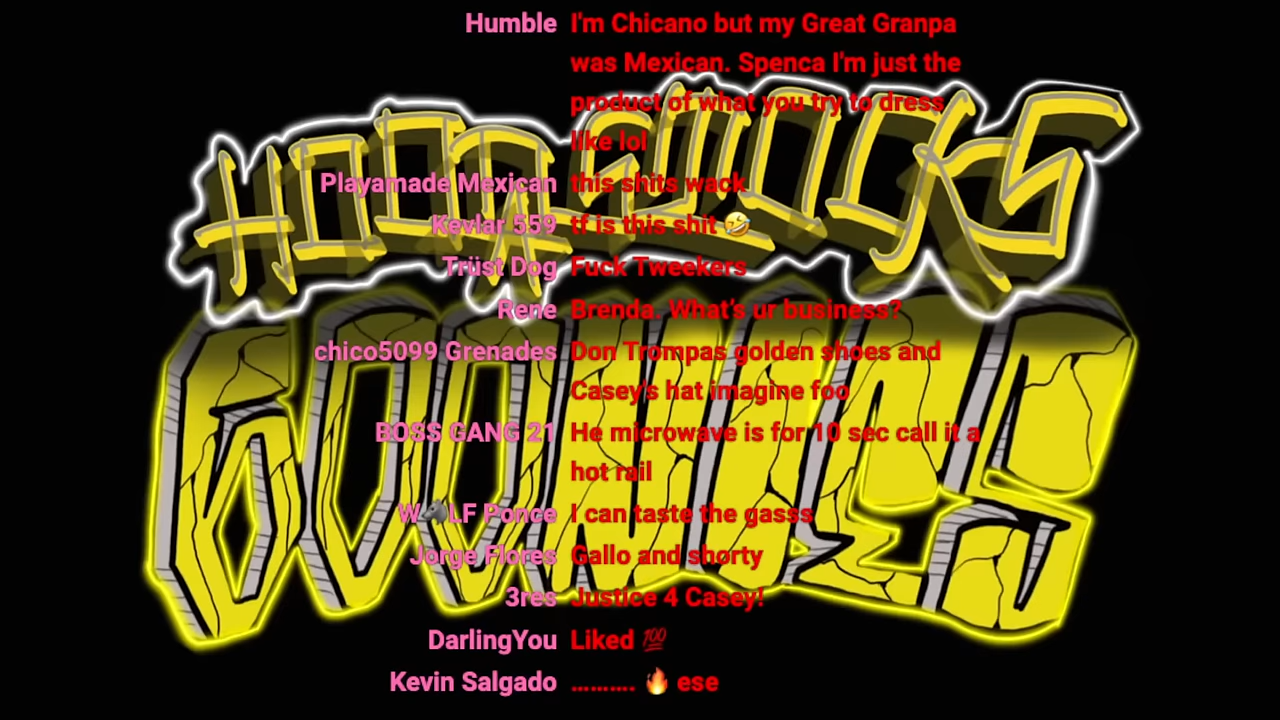 Humble I'm Chicano but my Great Granpa
was Mexican. Spenca I'm just the
product of what you try to dress
like lol
Playamade Mexican this shits wack
Kevlar 559 tf is this shit 🤣
Trüst Dog Fuck Tweekers
Rene Brenda. What's ur business?
chico5099 Grenades Don Trompas golden shoes and
Casey's hat imagine foo
BOSS GANG 21 He microwave is for 10 sec call it a
hot rail
W🐺LF Ponce I can taste the gasss
Jorge Flores Gallo and shorty
3res Justice 4 Casey!
DarlingYou Liked 💯
Kevin Salgado .......... 🔥 ese
HOOD SLICKS
GOONIES